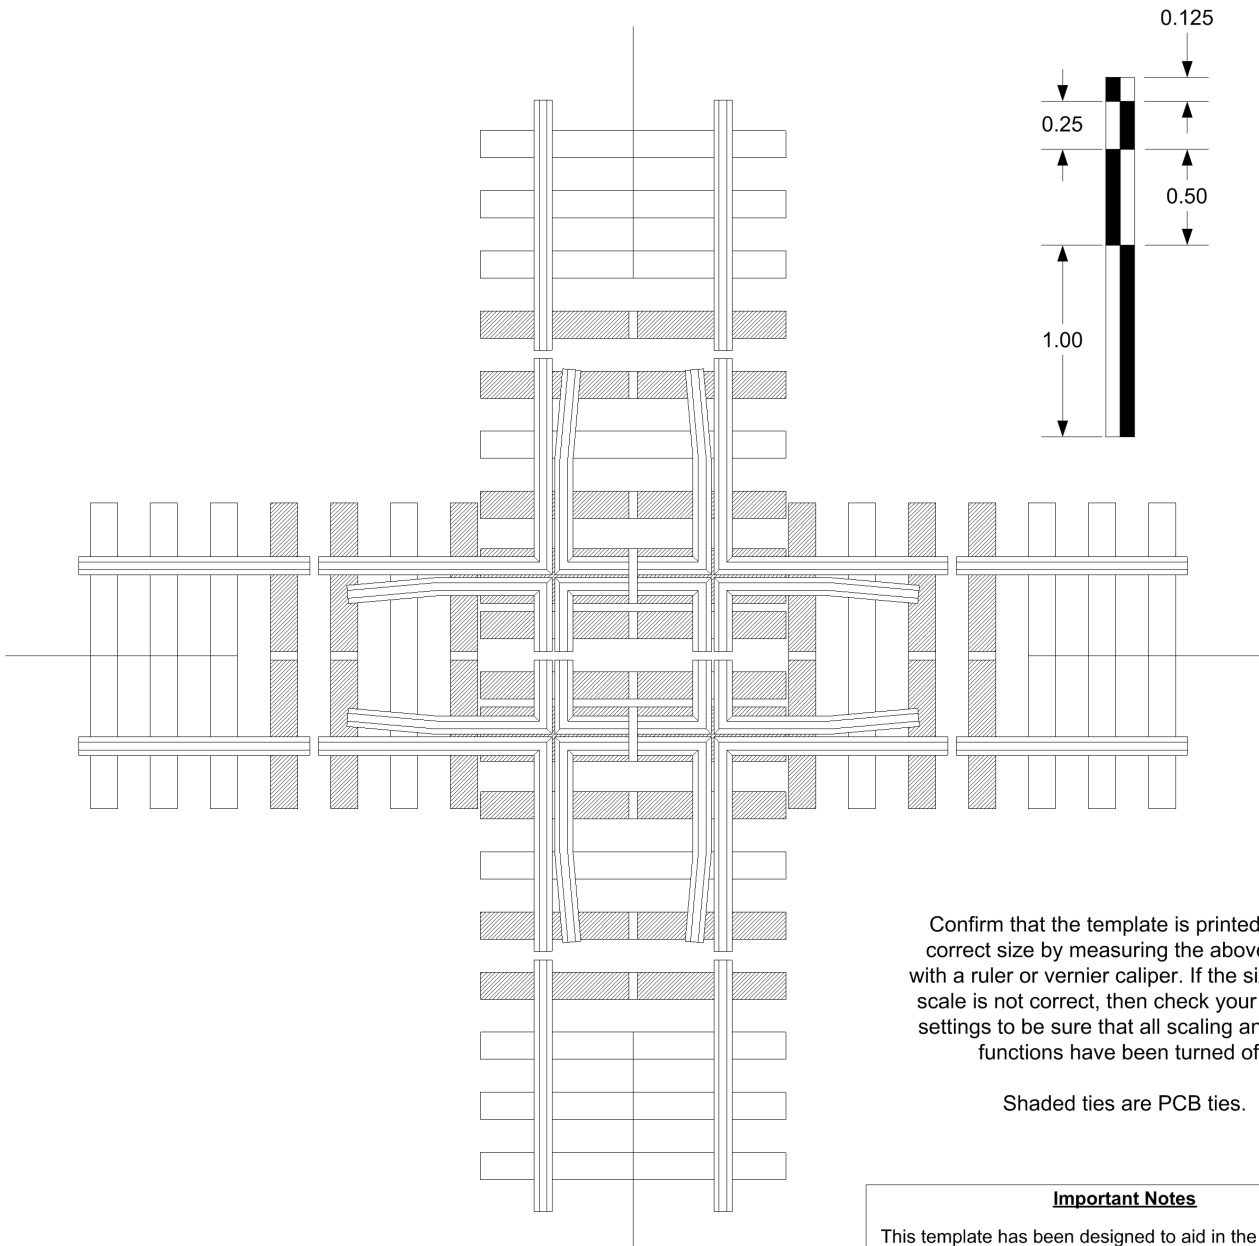 0.125
0.25
0.50
1.00
Confirm that the template is printed
correct size by measuring the above
with a ruler or vernier caliper. If the
scale is not correct, then check your
settings to be sure that all scaling
functions have been turned
Shaded ties are PCB ties.
Important Notes
This template has been designed to aid in the